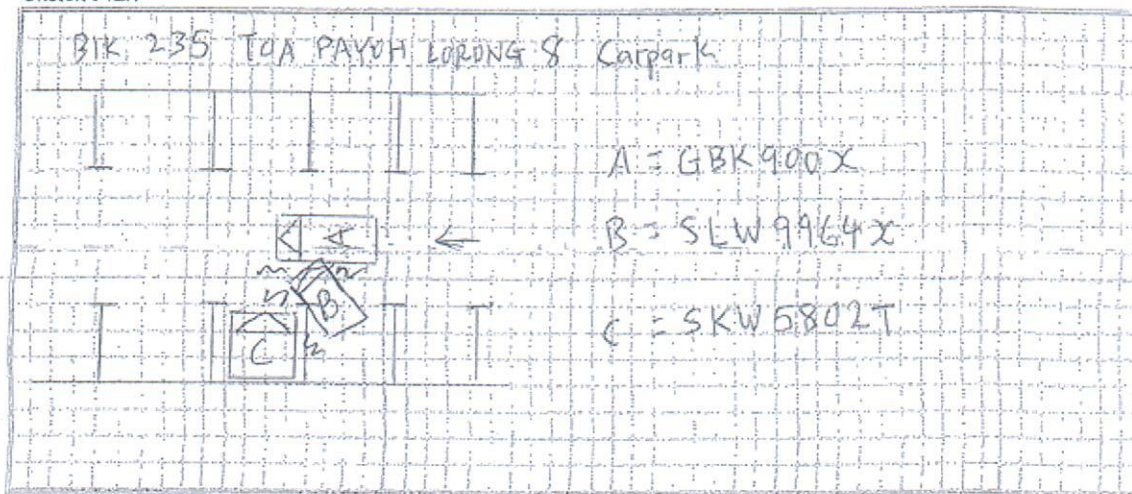 BlK 235 TOA PAYOH LORONG 8 Carpark
A = GBK900X
A
B = SLW9964X
B
C = SKW5802T
C